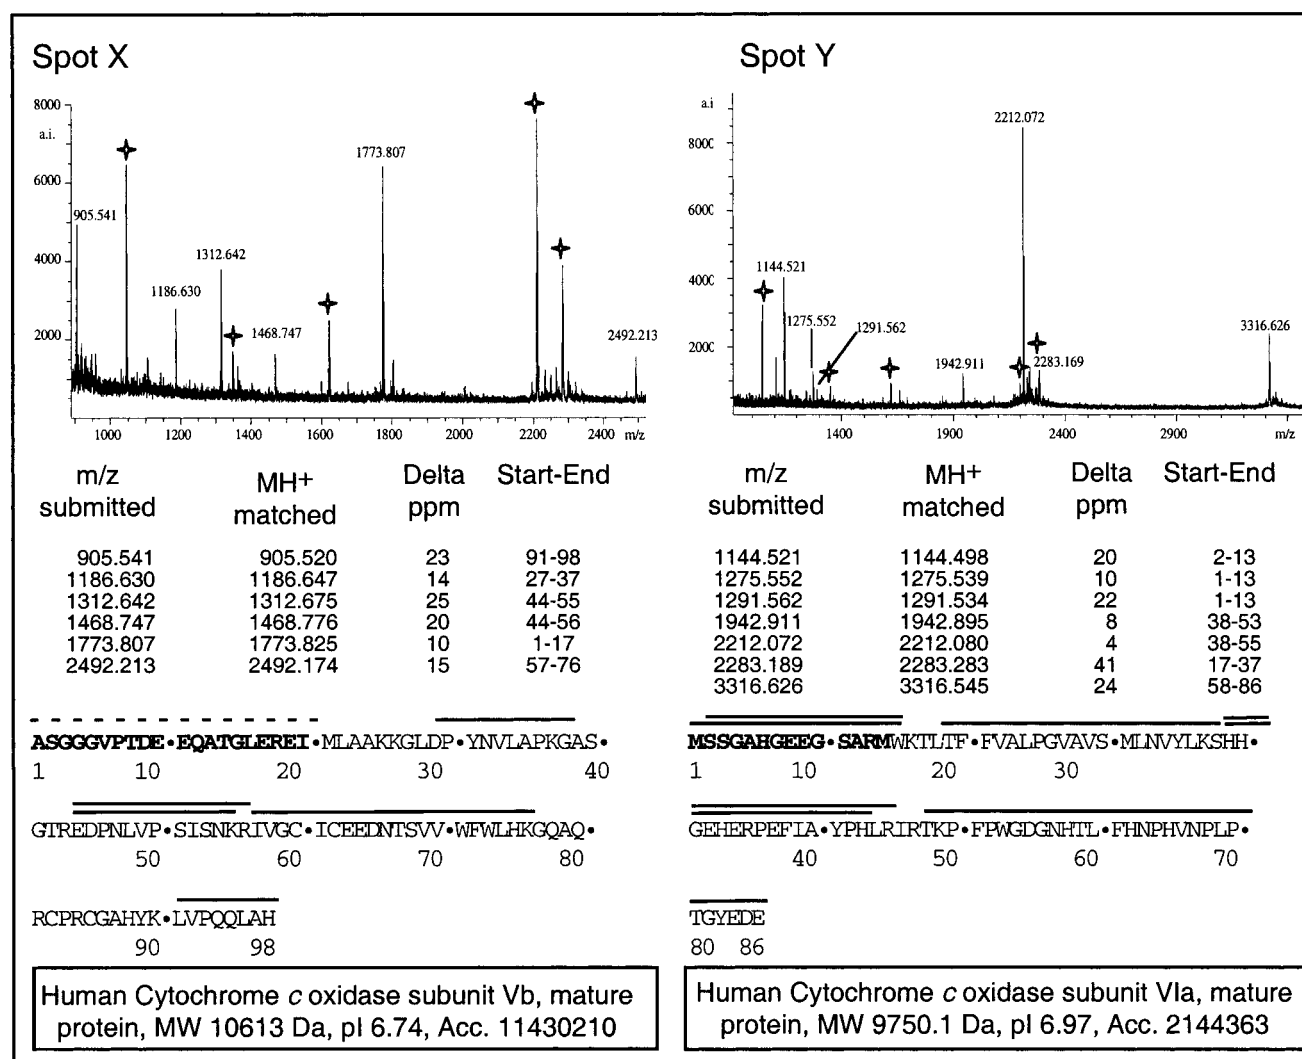 Spot X
8000
a.i.
6000
4000
2000
905.541
1186.630
1312.642
1468.747
1773.807
2492.213
1000 1200 1400 1600 1800 2000 2200 2400 m/z
m/z MH+ Delta Start-End
submitted matched ppm
905.541 905.520 23 91-98
1186.630 1186.647 14 27-37
1312.642 1312.675 25 44-55
1468.747 1468.776 20 44-56
1773.807 1773.825 10 1-17
2492.213 2492.174 15 57-76
ASGGGVPTDE•EQATGLEREI•MLAAKKGLDP•YNVLAPKGAS•
1 10 20 30 40
GTREDPNLVP•SISNKRIVGC•ICEEDNTSVV•WFWLHKGQAQ•
50 60 70 80
RCPRCGAHYK•LVPQQLAH
90 98
Human Cytochrome c oxidase subunit Vb, mature
protein, MW 10613 Da, pI 6.74, Acc. 11430210
Spot Y
a.i
8000
6000
4000
2000
1144.521
1275.552
1291.562
1942.911
2212.072
2283.169
3316.626
1400 1900 2400 2900 m/z
m/z MH+ Delta Start-End
submitted matched ppm
1144.521 1144.498 20 2-13
1275.552 1275.539 10 1-13
1291.562 1291.534 22 1-13
1942.911 1942.895 8 38-53
2212.072 2212.080 4 38-55
2283.189 2283.283 41 17-37
3316.626 3316.545 24 58-86
MSSGAHGEEG•SARMWKTLTF•FVALPGVAVS•MLNVYLKSHH•
1 10 20 30
GEHERPEFIA•YPHLRIRTKP•FPWGDGNHTL•FHNPHVNPLP•
40 50 60 70
TGYEDE
80 86
Human Cytochrome c oxidase subunit VIa, mature
protein, MW 9750.1 Da, pI 6.97, Acc. 2144363